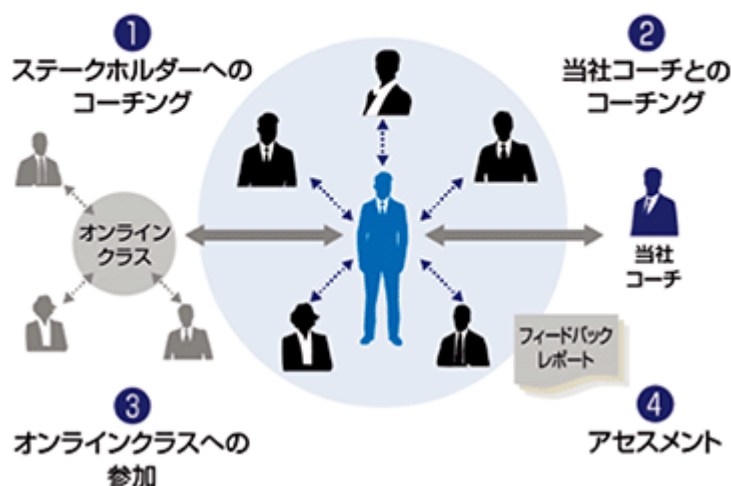 1
ステークホルダーへの
コーチング
2
当社コーチとの
コーチング
オンライン
クラス
当社
コーチ
フィードバック
レポート
3
オンラインクラスへの
参加
4
アセスメント